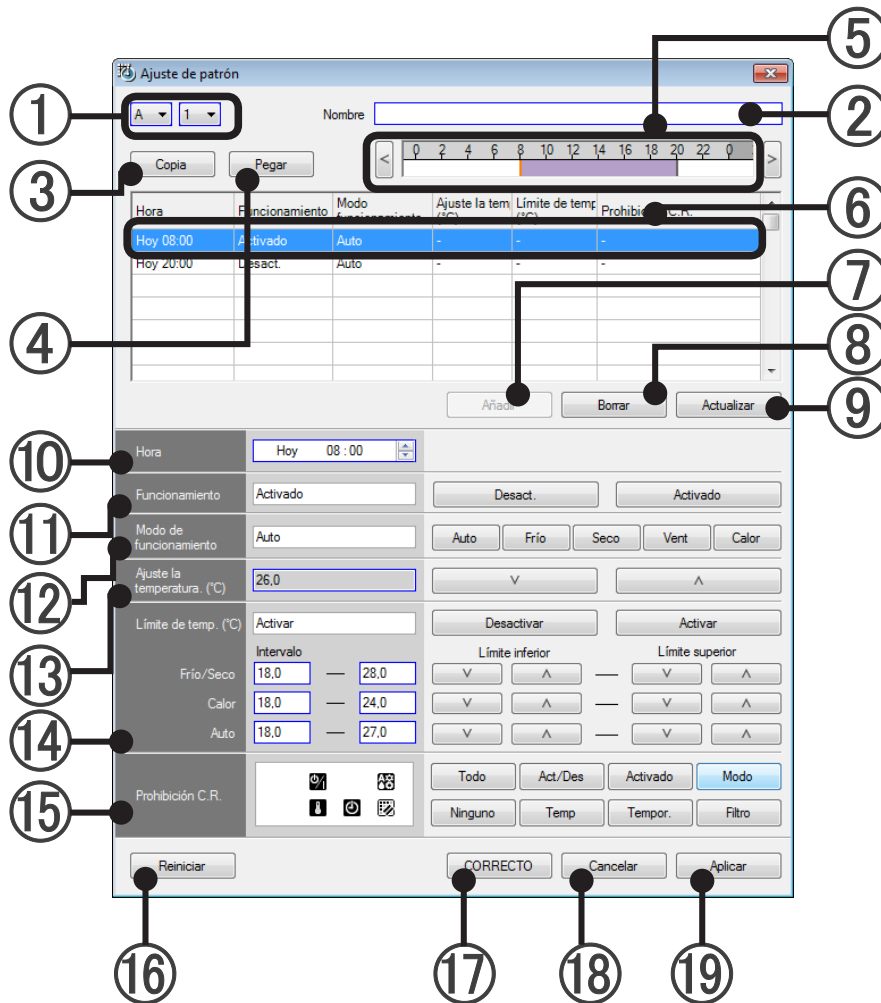 5
Ajuste de patrón
1
A 1 Nombre
2
< 0 2 4 6 8 10 12 14 16 18 20 22 0 >
Copia Pegar
3
Hora Funcionamiento Modo funcionamiento Ajuste la tem (°C) Límite de temp (°C) Prohibición C.R.
6
Hoy 08:00 Activado Auto - - -
Hoy 20:00 Desact. Auto - - -
7
4
8
Añadir Borrar Actualizar
9
10
Hora Hoy 08 : 00
Funcionamiento Activado Desact. Activado
11
Modo de
funcionamiento Auto Auto Frío Seco Vent Calor
12
Ajuste la
temperatura. (°C) 26,0 ∨ ∧
13
Límite de temp. (°C) Activar Desactivar Activar
Intervalo Límite inferior Límite superior
Frío/Seco 18,0 — 28,0 ∨ ∧ — ∨ ∧
Calor 18,0 — 24,0 ∨ ∧ — ∨ ∧
Auto 18,0 — 27,0 ∨ ∧ — ∨ ∧
14
Prohibición C.R. Todo Act/Des Activado Modo
15
Ninguno Temp Tempor. Filtro
Reiniciar CORRECTO Cancelar Aplicar
16 17 18 19